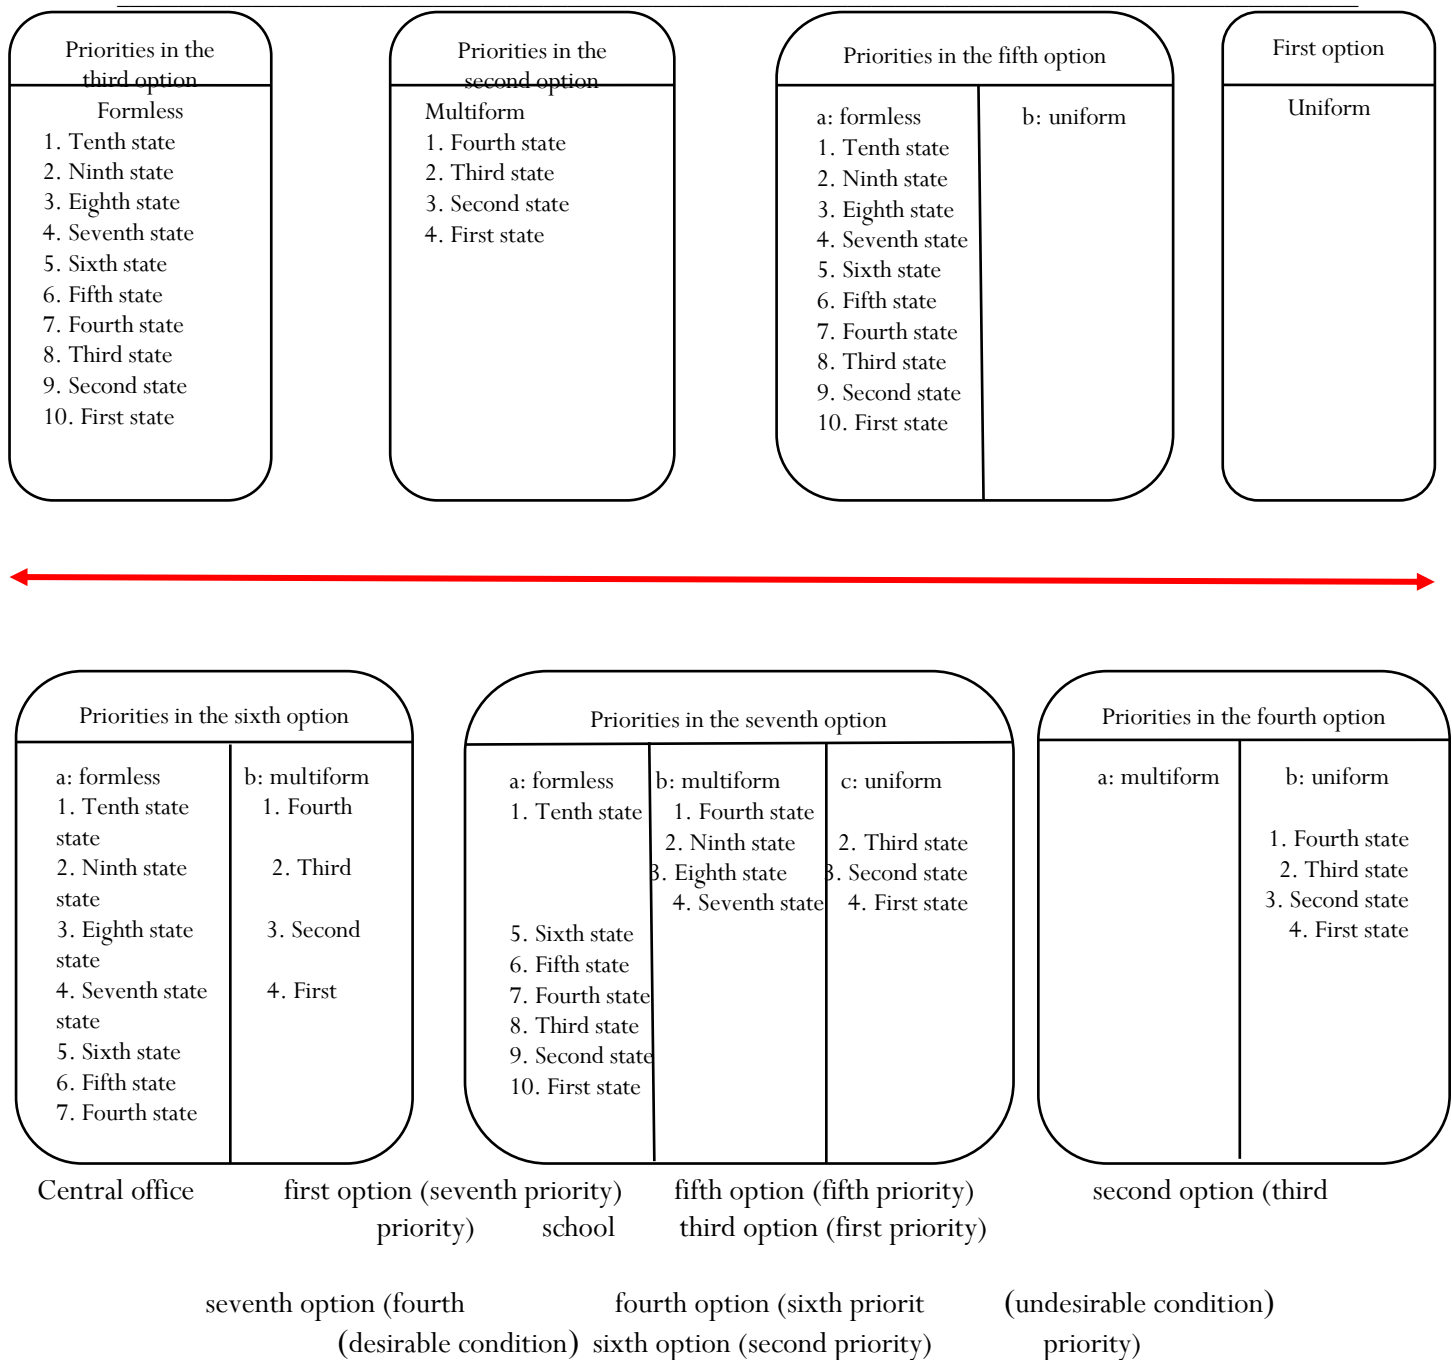 Priorities in the
third option
Formless
1. Tenth state
2. Ninth state
3. Eighth state
4. Seventh state
5. Sixth state
6. Fifth state
7. Fourth state
8. Third state
9. Second state
10. First state
Priorities in the
second option
Multiform
1. Fourth state
2. Third state
3. Second state
4. First state
Priorities in the fifth option
a: formless
1. Tenth state
2. Ninth state
3. Eighth state
4. Seventh state
5. Sixth state
6. Fifth state
7. Fourth state
8. Third state
9. Second state
10. First state
b: uniform
First option
Uniform
Priorities in the sixth option
a: formless
1. Tenth state
state
2. Ninth state
state
3. Eighth state
state
4. Seventh state
state
5. Sixth state
6. Fifth state
7. Fourth state
b: multiform
1. Fourth
2. Third
3. Second
4. First
Priorities in the seventh option
a: formless
1. Tenth state
5. Sixth state
6. Fifth state
7. Fourth state
8. Third state
9. Second state
10. First state
b: multiform
1. Fourth state
2. Ninth state
3. Eighth state
4. Seventh state
c: uniform
2. Third state
3. Second state
4. First state
Priorities in the fourth option
a: multiform
b: uniform
1. Fourth state
2. Third state
3. Second state
4. First state
Central office first option (seventh priority) fifth option (fifth priority) second option (third
priority) school third option (first priority)
seventh option (fourth fourth option (sixth priorit (undesirable condition)
(desirable condition) sixth option (second priority) priority)